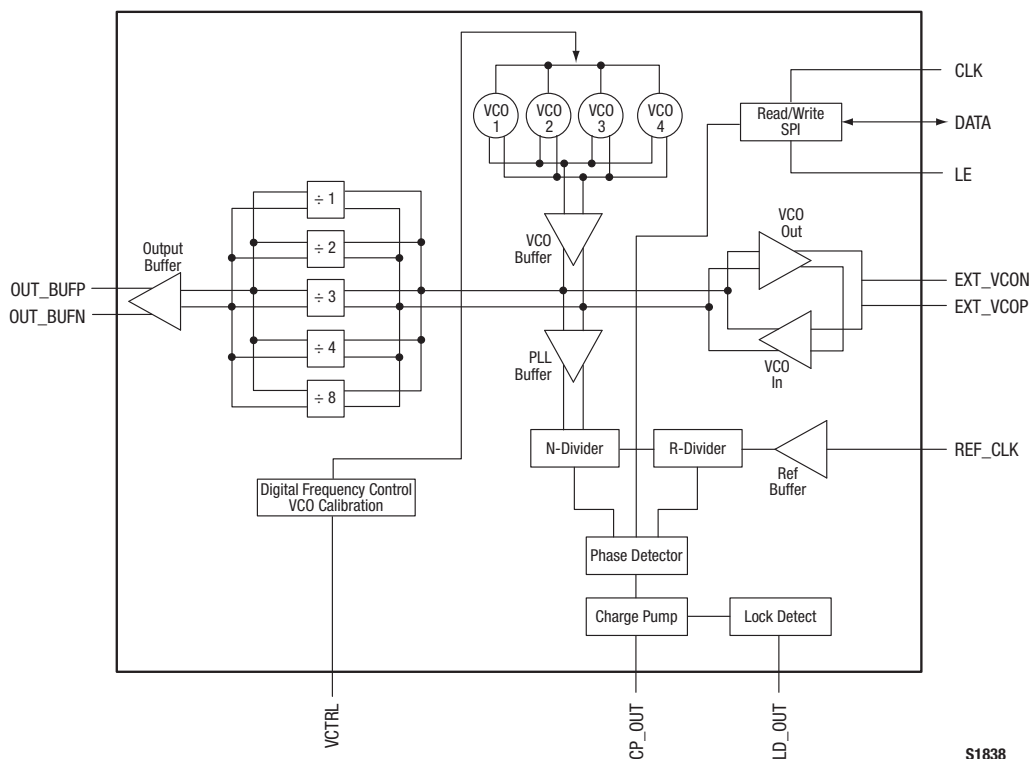 VCO
1
VCO
2
VCO
3
VCO
4
CLK
Read/Write
SPI
DATA
LE
÷ 1
÷ 2
÷ 3
÷ 4
÷ 8
Output
Buffer
OUT_BUFP
OUT_BUFN
VCO
Buffer
VCO
Out
EXT_VCON
EXT_VCOP
VCO
In
PLL
Buffer
N-Divider
R-Divider
Ref
Buffer
REF_CLK
Digital Frequency Control
VCO Calibration
Phase Detector
Charge Pump
Lock Detect
VCTRL
CP_OUT
LD_OUT
S1838